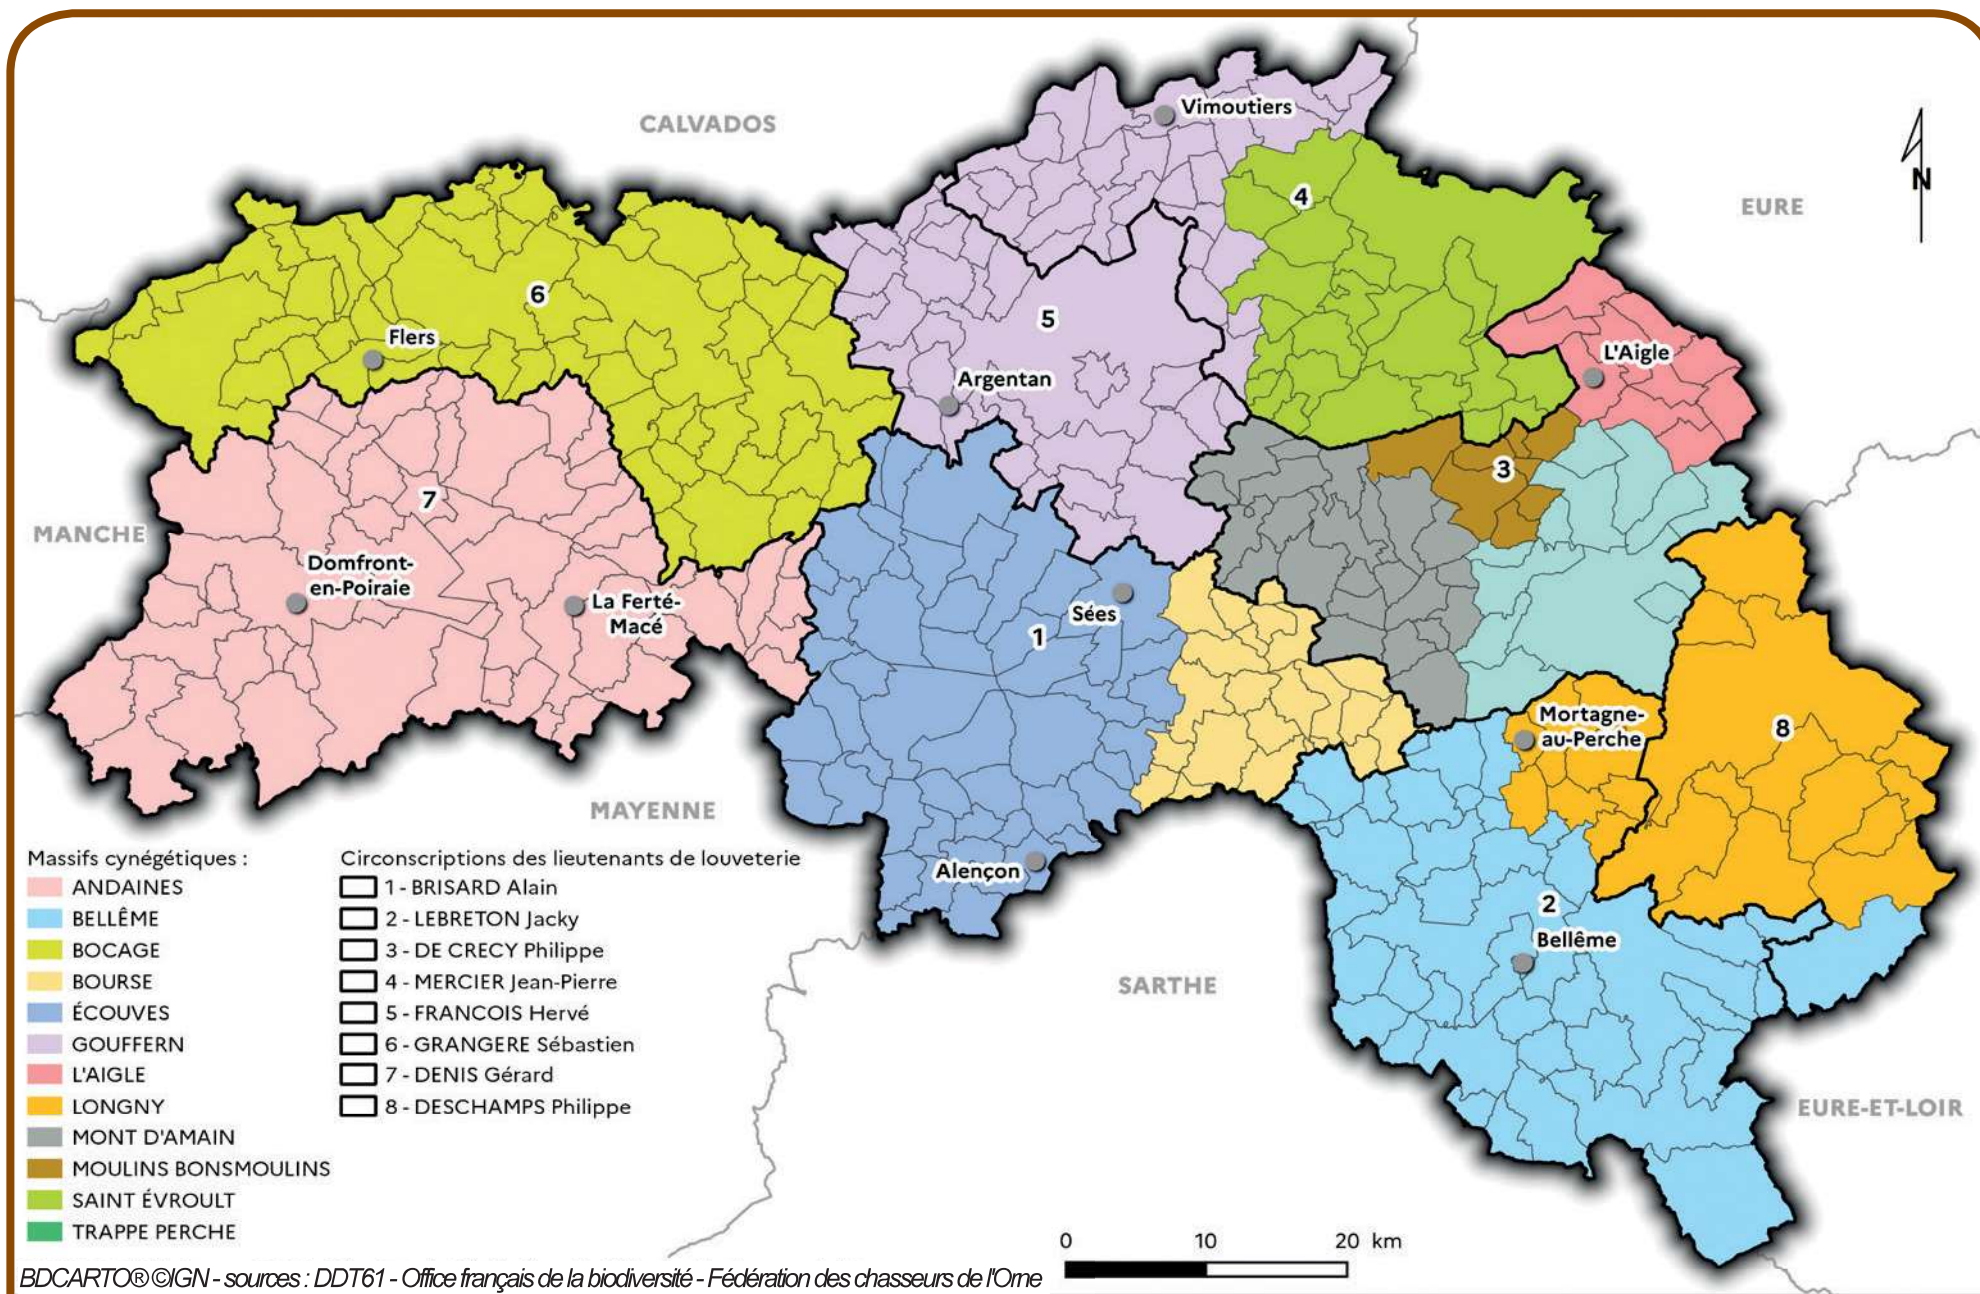 CALVADOS
Vimoutiers
4
N
EURE
6
5
Flers
L'Aigle
Argentan
3
7
MANCHE
Domfront-
en-Poiraie
La Ferté-
Macé
Sées
1
Mortagne-
au-Perche
8
MAYENNE
Alençon
2
Bellême
SARTHE
EURE-ET-LOIR
Massifs cynégétiques :
ANDAINES
BELLÊME
BOCAGE
BOURSE
ÉCOUVES
GOUFFERN
L'AIGLE
LONGNY
MONT D'AMAIN
MOULINS BONSMOULINS
SAINT ÉVROULT
TRAPPE PERCHE
Circonscriptions des lieutenants de louveterie
1 - BRISARD Alain
2 - LEBRETON Jacky
3 - DE CRECY Philippe
4 - MERCIER Jean-Pierre
5 - FRANCOIS Hervé
6 - GRANGERE Sébastien
7 - DENIS Gérard
8 - DESCHAMPS Philippe
0 10 20 km
BDCARTO® ©IGN - sources : DDT61 - Office français de la biodiversité - Fédération des chasseurs de l'Orne